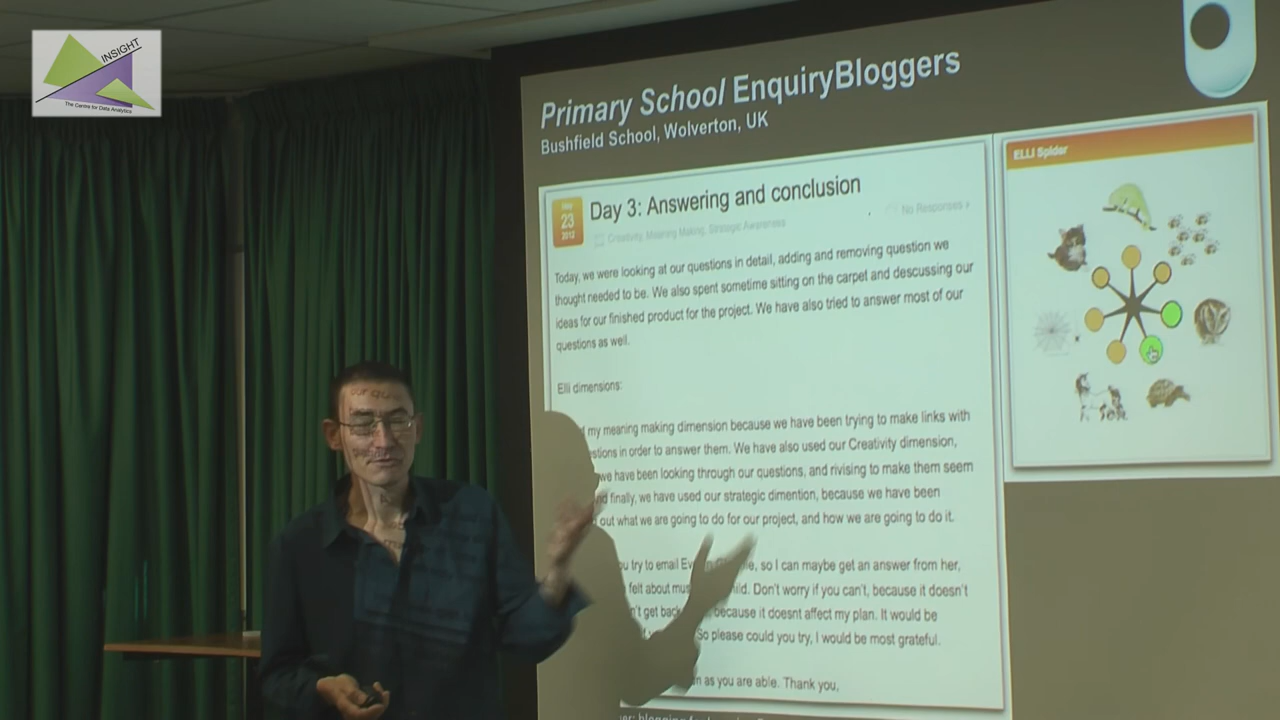 INSIGHT
The Centre for Data Analytics
Primary School EnquiryBloggers
Bushfield School, Wolverton, UK
23
2012
Day 3: Answering and conclusion
No Responses »
Creativity, Meaning Making, Strategic Awareness
Today, we were looking at our questions in detail, adding and removing question we
thought needed to be. We also spent sometime sitting on the carpet and descussing our
ideas for our finished product for the project. We have also tried to answer most of our
questions as well.
Elli dimensions:
my meaning making dimension because we have been trying to make links with
in order to answer them. We have also used our Creativity dimension,
we have been looking through our questions, and rivising to make them seem
finally, we have used our strategic dimention, because we have been
out what we are going to do for our project, and how we are going to do it.
try to email so I can maybe get an answer from her,
felt about Don't worry if you can't, because it doesn't
get back because it doesnt affect my plan. It would be
So please could you try, I would be most grateful.
as you are able. Thank you,
ELLI Spider